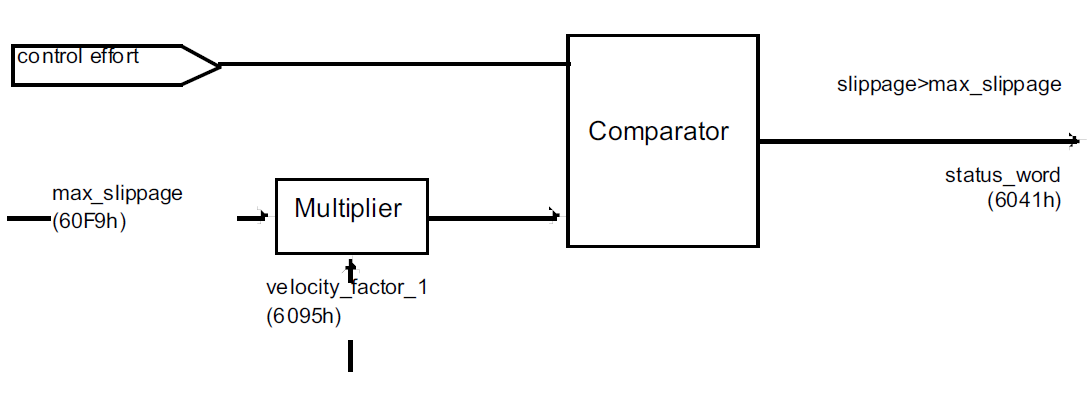 control effort
slippage>max_slippage
Comparator
max_slippage
(60F9h)
Multiplier
status_word
(6041h)
velocity_factor_1
(6095h)